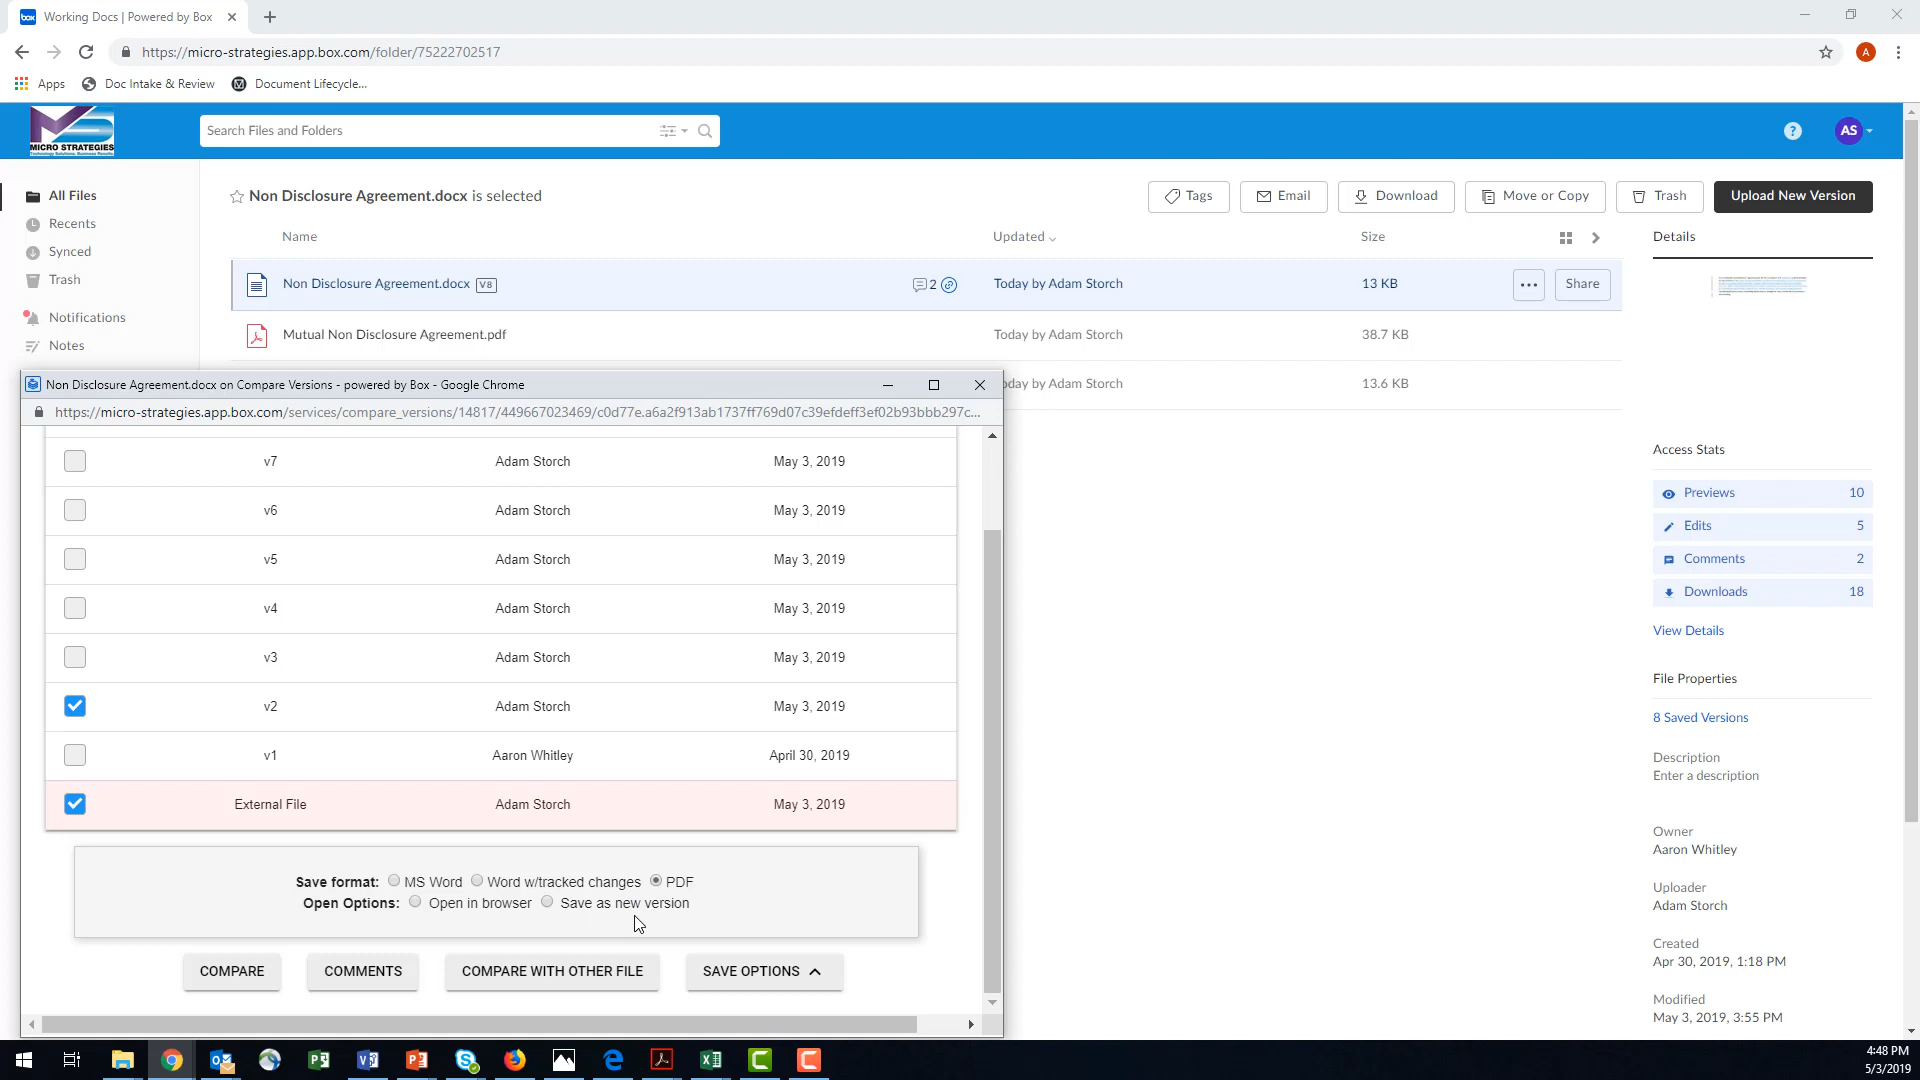 Working Docs | Powered by Box
https://micro-strategies.app.box.com/folder/75222702517
A
Apps
Doc Intake & Review
Document Lifecycle...
MICRO STRATEGIES
Search Files and Folders
?
AS
All Files
Recents
Synced
Trash
Notifications
Notes
Non Disclosure Agreement.docx is selected
Tags
Email
Download
Move or Copy
Trash
Upload New Version
Name
Updated
Size
Details
Non Disclosure Agreement.docx V8
2
Today by Adam Storch
13 KB
Share
Mutual Non Disclosure Agreement.pdf
Today by Adam Storch
38.7 KB
oday by Adam Storch
13.6 KB
Non Disclosure Agreement.docx on Compare Versions - powered by Box - Google Chrome
https://micro-strategies.app.box.com/services/compare_versions/14817/449667023469/c0d77e.a6a2f913ab1737ff769d07c39efdeff3ef02b93bbb297c...
v7 Adam Storch May 3, 2019
v6 Adam Storch May 3, 2019
v5 Adam Storch May 3, 2019
v4 Adam Storch May 3, 2019
v3 Adam Storch May 3, 2019
v2 Adam Storch May 3, 2019
v1 Aaron Whitley April 30, 2019
External File Adam Storch May 3, 2019
Save format: MS Word Word w/tracked changes PDF
Open Options: Open in browser Save as new version
COMPARE
COMMENTS
COMPARE WITH OTHER FILE
SAVE OPTIONS
Access Stats
Previews 10
Edits 5
Comments 2
Downloads 18
View Details
File Properties
8 Saved Versions
Description
Enter a description
Owner
Aaron Whitley
Uploader
Adam Storch
Created
Apr 30, 2019, 1:18 PM
Modified
May 3, 2019, 3:55 PM
4:48 PM
5/3/2019